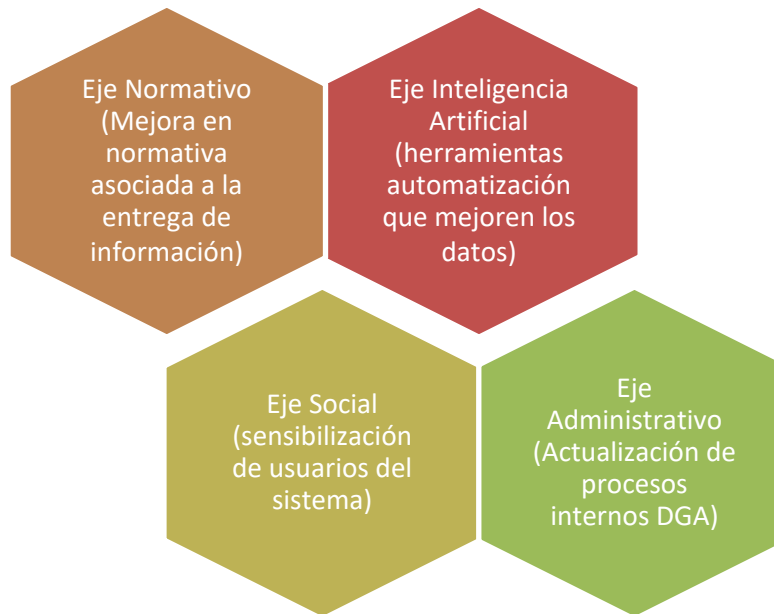 Eje Normativo
(Mejora en
normativa
asociada a la
entrega de
información)
Eje Inteligencia
Artificial
(herramientas
automatización
que mejoren los
datos)
Eje Social
(sensibilización
de usuarios del
sistema)
Eje
Administrativo
(Actualización de
procesos
internos DGA)